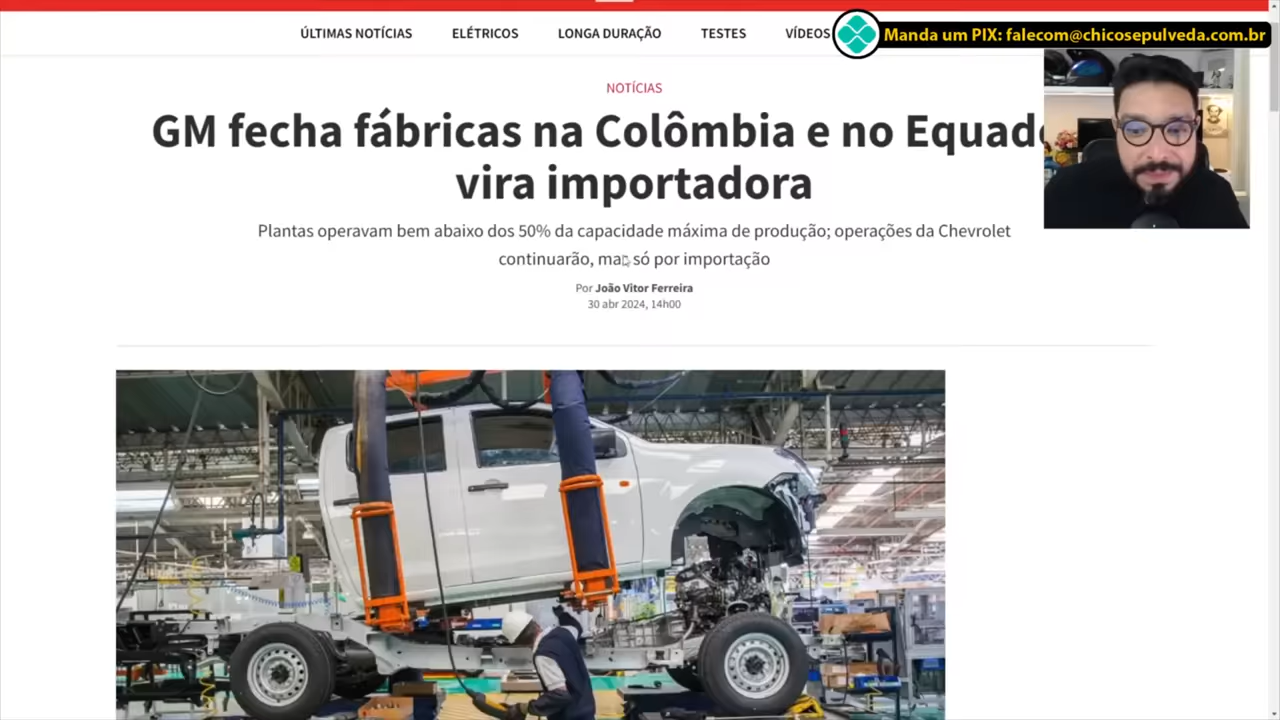 ÚLTIMAS NOTÍCIAS ELÉTRICOS LONGA DURAÇÃO TESTES VÍDEOS
Manda um PIX: falecom@chicosepulveda.com.br
NOTÍCIAS
GM fecha fábricas na Colômbia e no
vira importadora
Plantas operavam bem abaixo dos 50% da capacidade máxima de produção; operações da Chevrolet
continuarão, mas só por importação
Por João Vitor Ferreira
30 abr 2024, 14h00